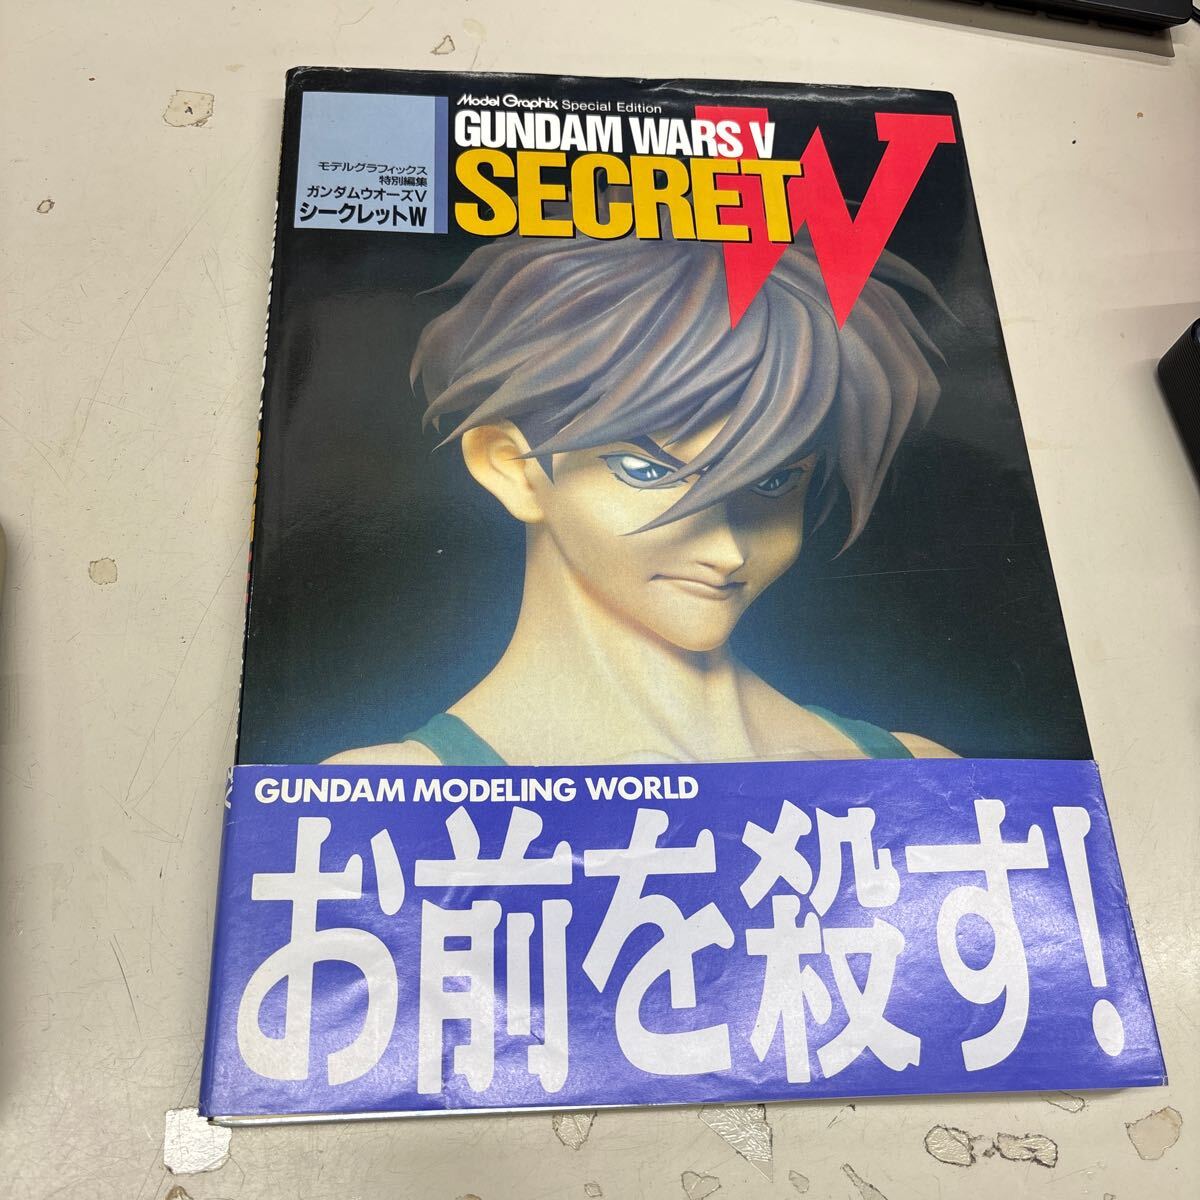 Model Graphix Special Edition
GUNDAM WARS V
SECRET W
モデルグラフィックス
特別編集
ガンダムウオーズV
シークレットW
GUNDAM MODELING WORLD
お前を殺す!